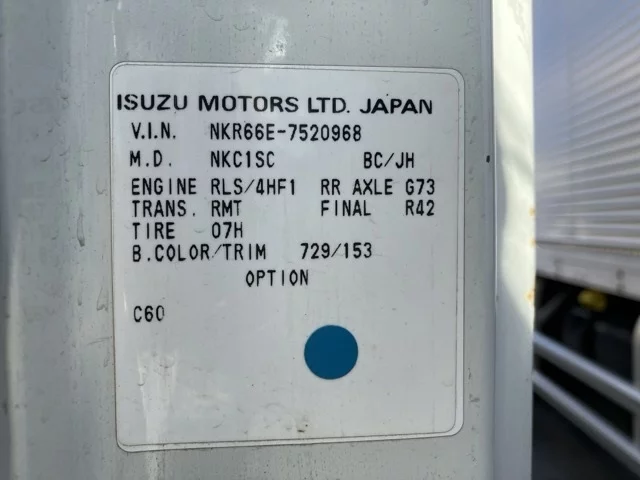 ISUZU MOTORS LTD. JAPAN
V.I.N. NKR66E-7520968
M.D. NKC1SC BC/JH
ENGINE RLS/4HF1 RR AXLE G73
TRANS. RMT FINAL R42
TIRE 07H
B.COLOR/TRIM 729/153
OPTION
C60